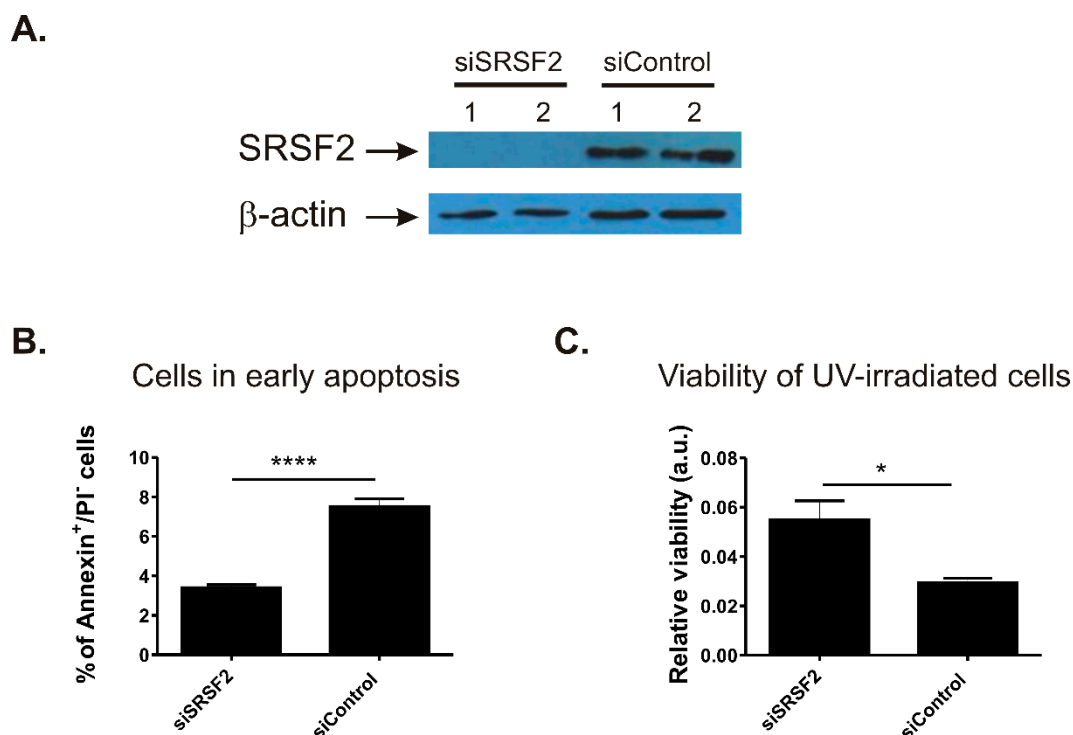 A.
siSRSF2 siControl
1 2 1 2
SRSF2
β-actin
B.
Cells in early apoptosis
% of Annexin⁺/PI⁻ cells
10
8
6
4
2
0
****
siSRSF2
siControl
C.
Viability of UV-irradiated cells
Relative viability (a.u.)
0.08
0.06
0.04
0.02
0.00
*
siSRSF2
siControl